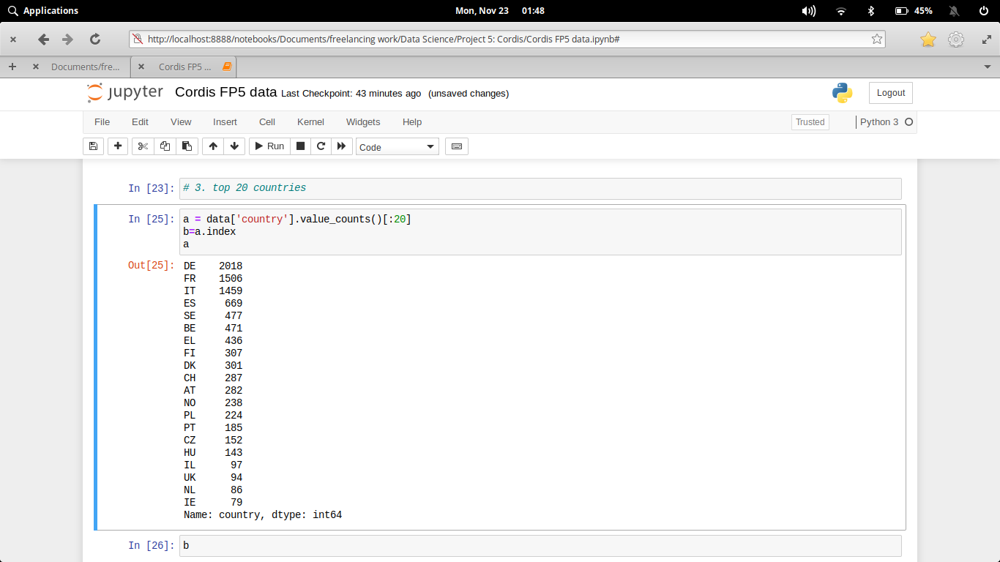 Applications
Mon, Nov 23 01:48
45%
http://localhost:8888/notebooks/Documents/freelancing work/Data Science/Project 5: Cordis/Cordis FP5 data.ipynb#
Documents/fre...
Cordis FP5 ...
jupyter Cordis FP5 data Last Checkpoint: 43 minutes ago (unsaved changes)
Logout
File Edit View Insert Cell Kernel Widgets Help
Trusted
Python 3
Run
Code
In [23]: # 3. top 20 countries
In [25]: a = data['country'].value_counts()[:20]
b=a.index
a
Out[25]: DE 2018
FR 1506
IT 1459
ES 669
SE 477
BE 471
EL 436
FI 307
DK 301
CH 287
AT 282
NO 238
PL 224
PT 185
CZ 152
HU 143
IL 97
UK 94
NL 86
IE 79
Name: country, dtype: int64
In [26]: b